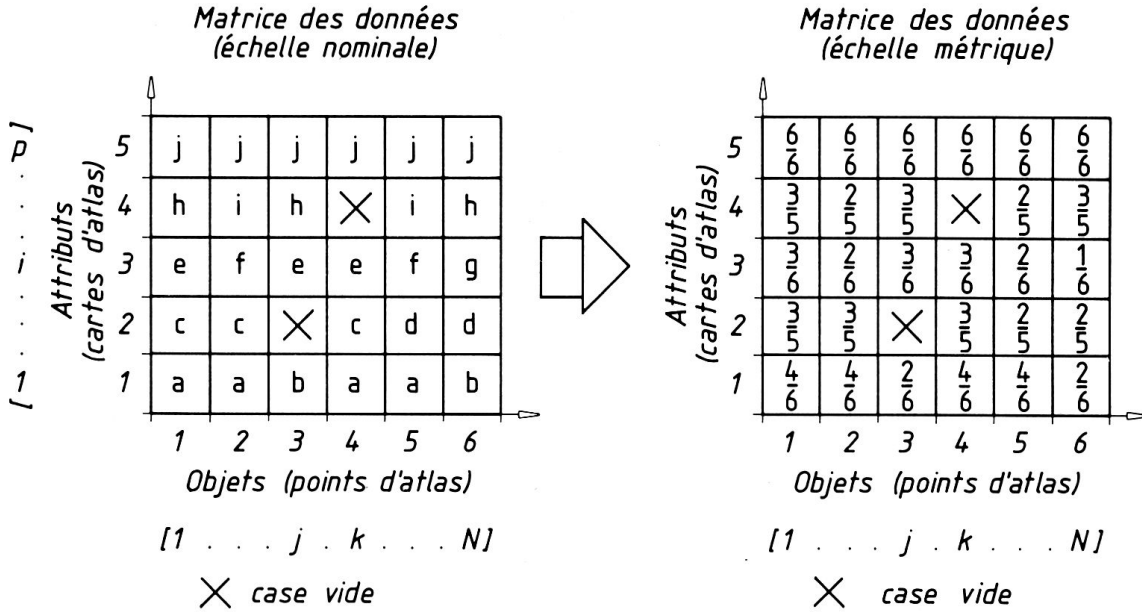 Matrice des données
(échelle nominale)
p]
.
.
.
i
.
.
.
[1
Attributs
(cartes d'atlas)
5 j j j j j j
4 h i h i h
3 e f e e f g
2 c c c d d
1 a a b a a b
1 2 3 4 5 6
Objets (points d'atlas)
[1 . . . j . k . . . N]
case vide
Matrice des données
(échelle métrique)
Attributs
(cartes d'atlas)
5 6/6 6/6 6/6 6/6 6/6 6/6
4 3/5 2/5 3/5 2/5 3/5
3 3/6 2/6 3/6 3/6 2/6 1/6
2 3/5 3/5 3/5 2/5 2/5
1 4/6 4/6 2/6 4/6 4/6 2/6
1 2 3 4 5 6
Objets (points d'atlas)
[1 . . . j . k . . . N]
case vide